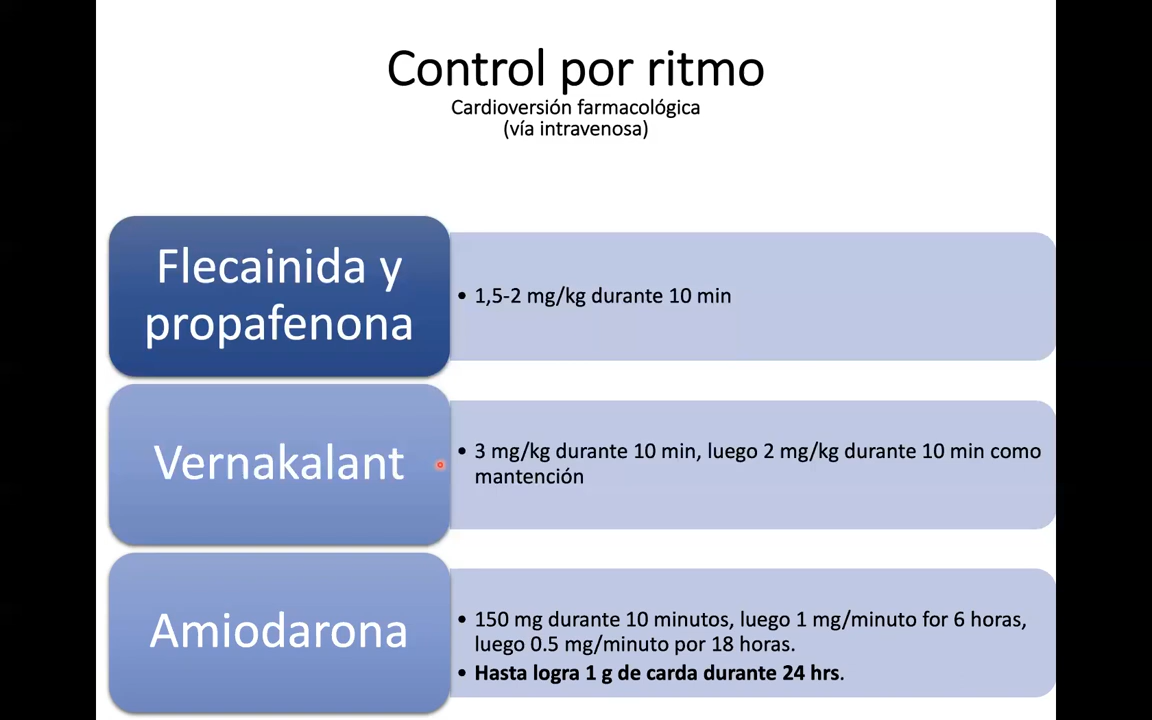 Control por ritmo
Cardioversión farmacológica
(vía intravenosa)
Flecainida y
propafenona
• 1,5-2 mg/kg durante 10 min
Vernakalant
• 3 mg/kg durante 10 min, luego 2 mg/kg durante 10 min como
mantención
Amiodarona
• 150 mg durante 10 minutos, luego 1 mg/minuto for 6 horas,
luego 0.5 mg/minuto por 18 horas.
• Hasta logra 1 g de carda durante 24 hrs.